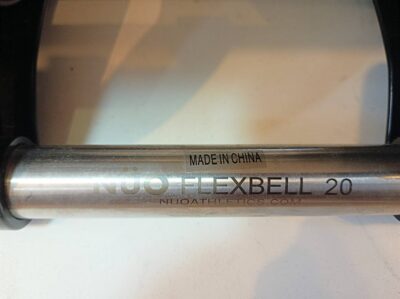 MADE IN CHINA
NÜO FLEXBELL 20
NUOATHLETICS.COM